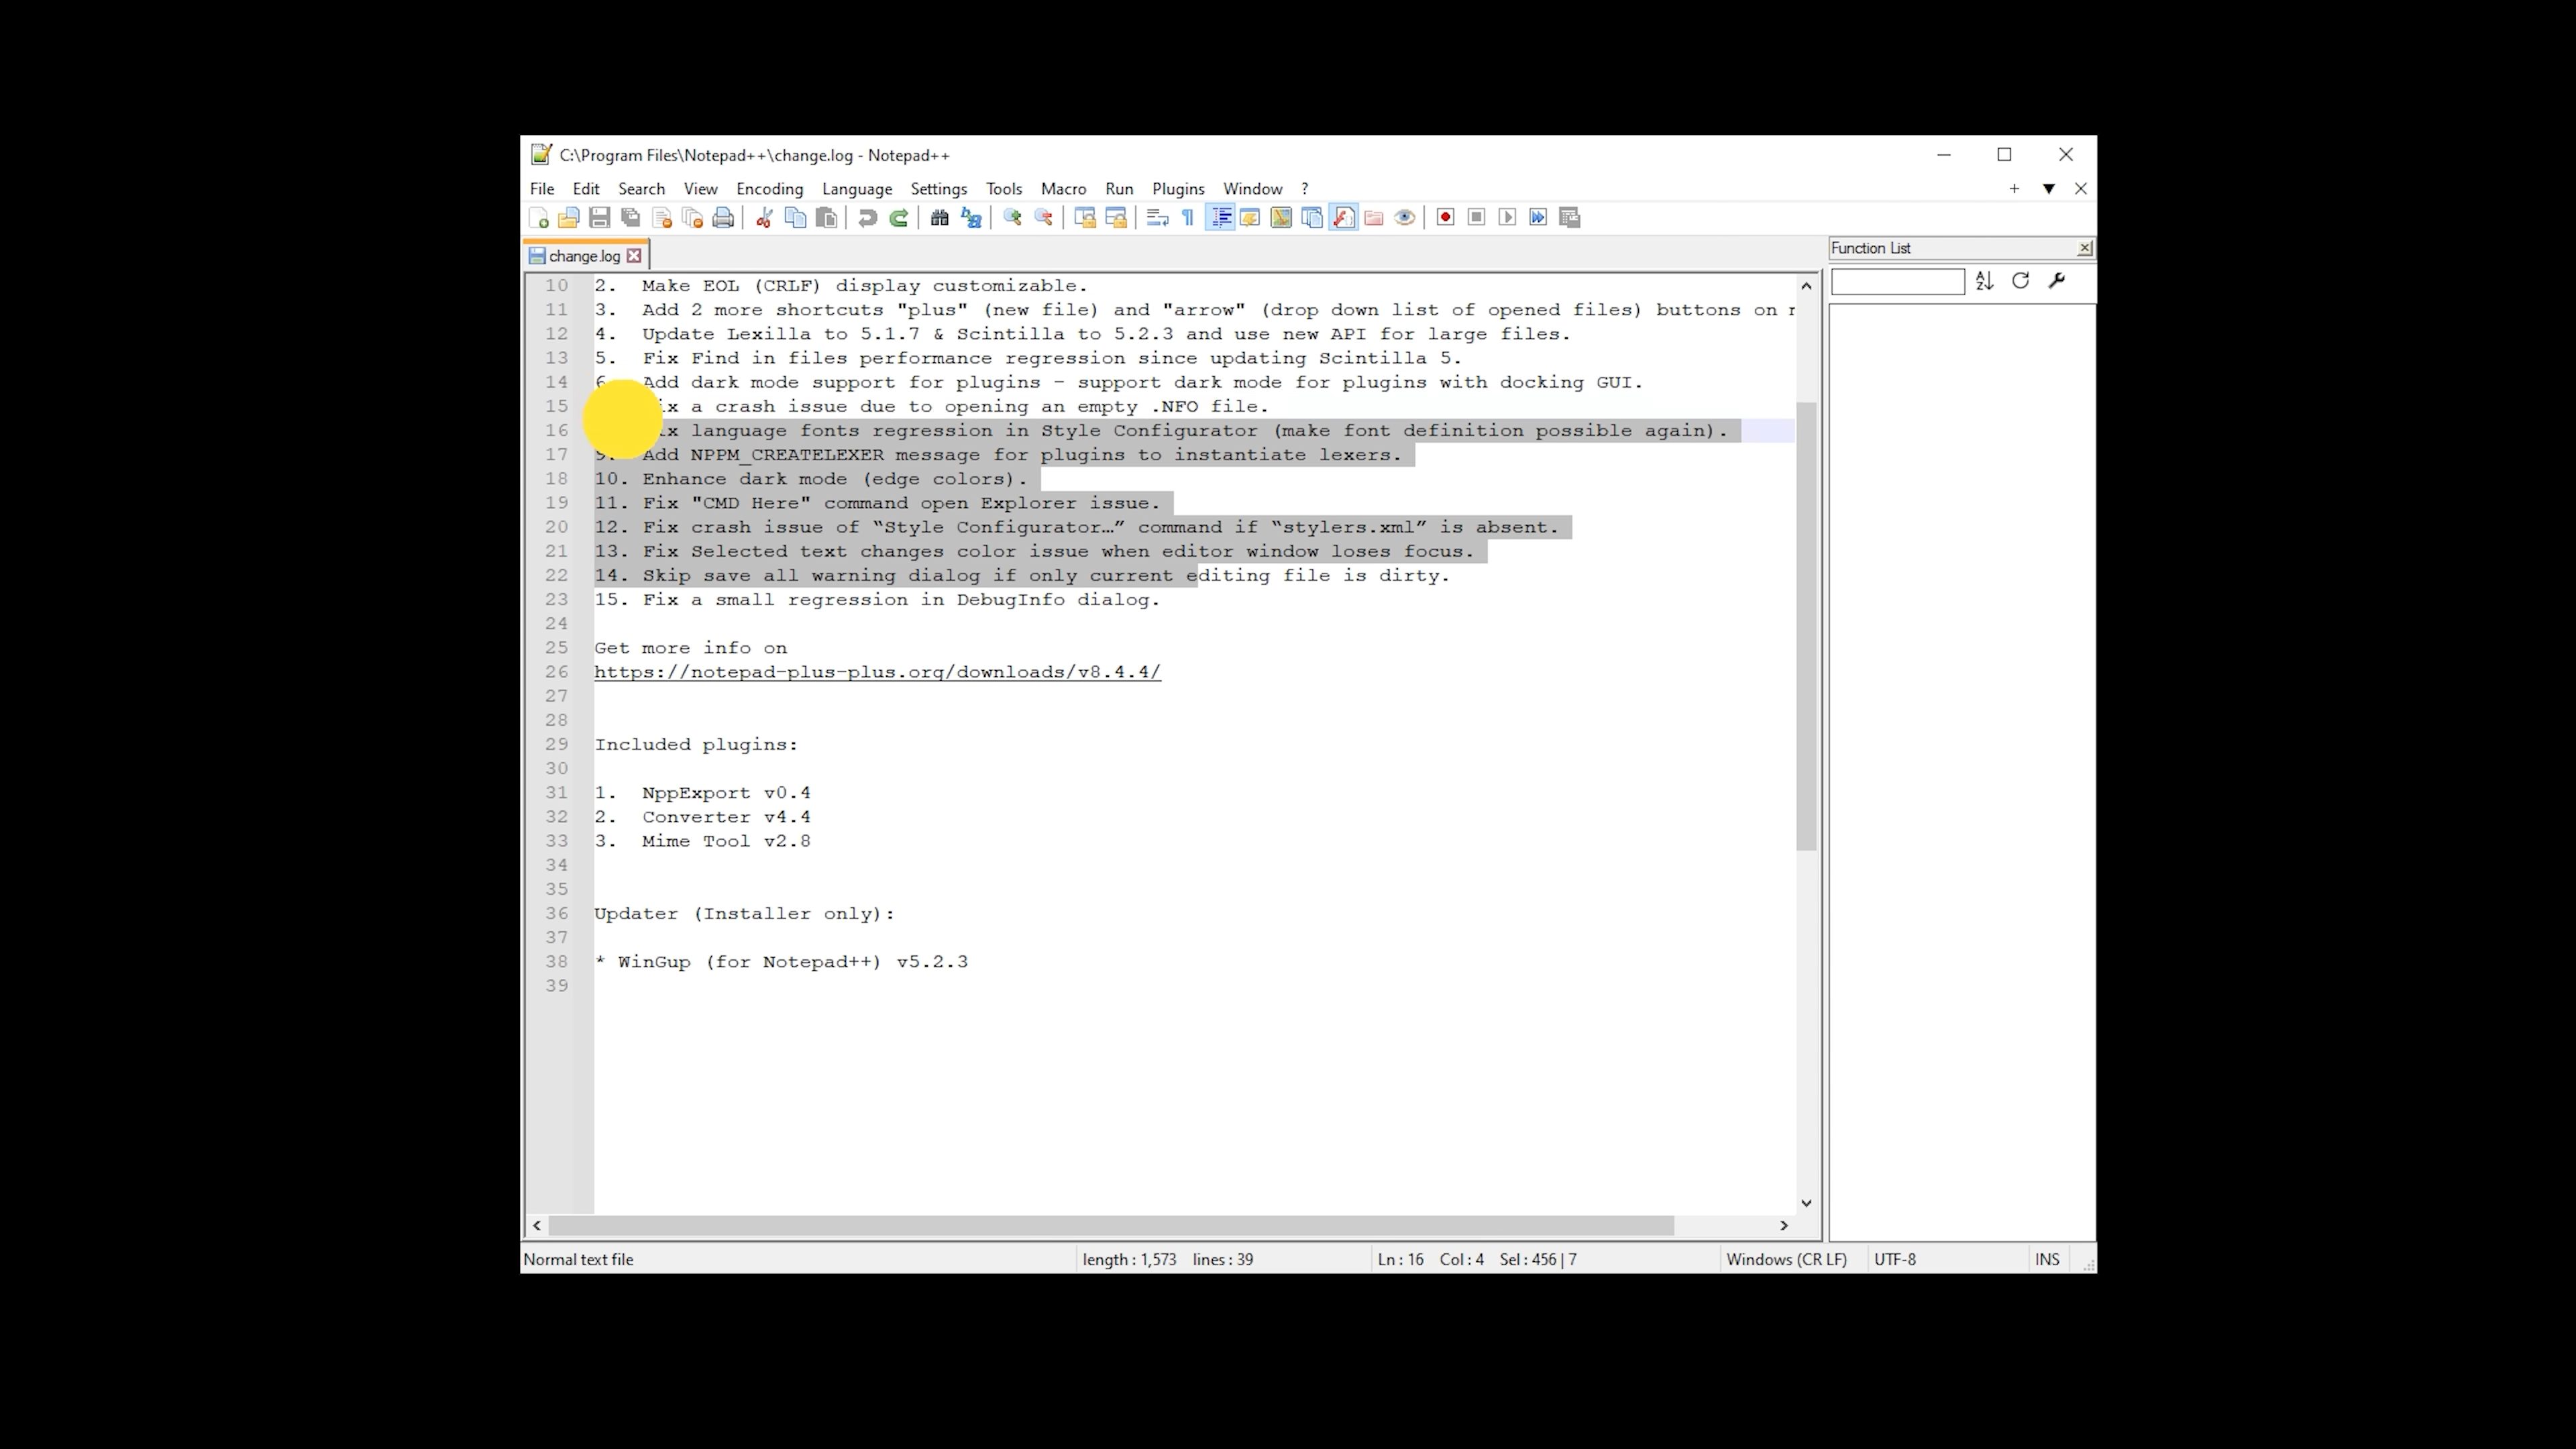 C:\Program Files\Notepad++\change.log - Notepad++
File Edit Search View Encoding Language Settings Tools Macro Run Plugins Window ?
change.log
Function List
10 2. Make EOL (CRLF) display customizable.
11 3. Add 2 more shortcuts "plus" (new file) and "arrow" (drop down list of opened files) buttons on
12 4. Update Lexilla to 5.1.7 & Scintilla to 5.2.3 and use new API for large files.
13 5. Fix Find in files performance regression since updating Scintilla 5.
14 6. Add dark mode support for plugins - support dark mode for plugins with docking GUI.
15 a crash issue due to opening an empty .NFO file.
16 language fonts regression in Style Configurator (make font definition possible again).
17 9. Add NPPM_CREATELEXER message for plugins to instantiate lexers.
18 10. Enhance dark mode (edge colors).
19 11. Fix "CMD Here" command open Explorer issue.
20 12. Fix crash issue of “Style Configurator…” command if “stylers.xml” is absent.
21 13. Fix Selected text changes color issue when editor window loses focus.
22 14. Skip save all warning dialog if only current editing file is dirty.
23 15. Fix a small regression in DebugInfo dialog.
24
25 Get more info on
26 https://notepad-plus-plus.org/downloads/v8.4.4/
27
28
29 Included plugins:
30
31 1. NppExport v0.4
32 2. Converter v4.4
33 3. Mime Tool v2.8
34
35
36 Updater (Installer only):
37
38 * WinGup (for Notepad++) v5.2.3
39
Normal text file length : 1,573 lines : 39 Ln : 16 Col : 4 Sel : 456 | 7 Windows (CR LF) UTF-8 INS